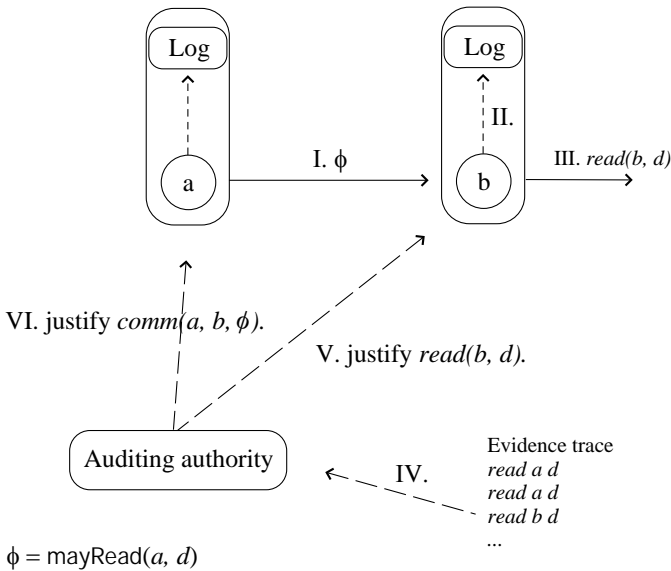 Log
Log
II.
I. ϕ
III. read(b, d)
a
b
VI. justify comm(a, b, ϕ).
V. justify read(b, d).
Auditing authority
IV.
Evidence trace
read a d
read a d
read b d
...
ϕ = mayRead(a, d)